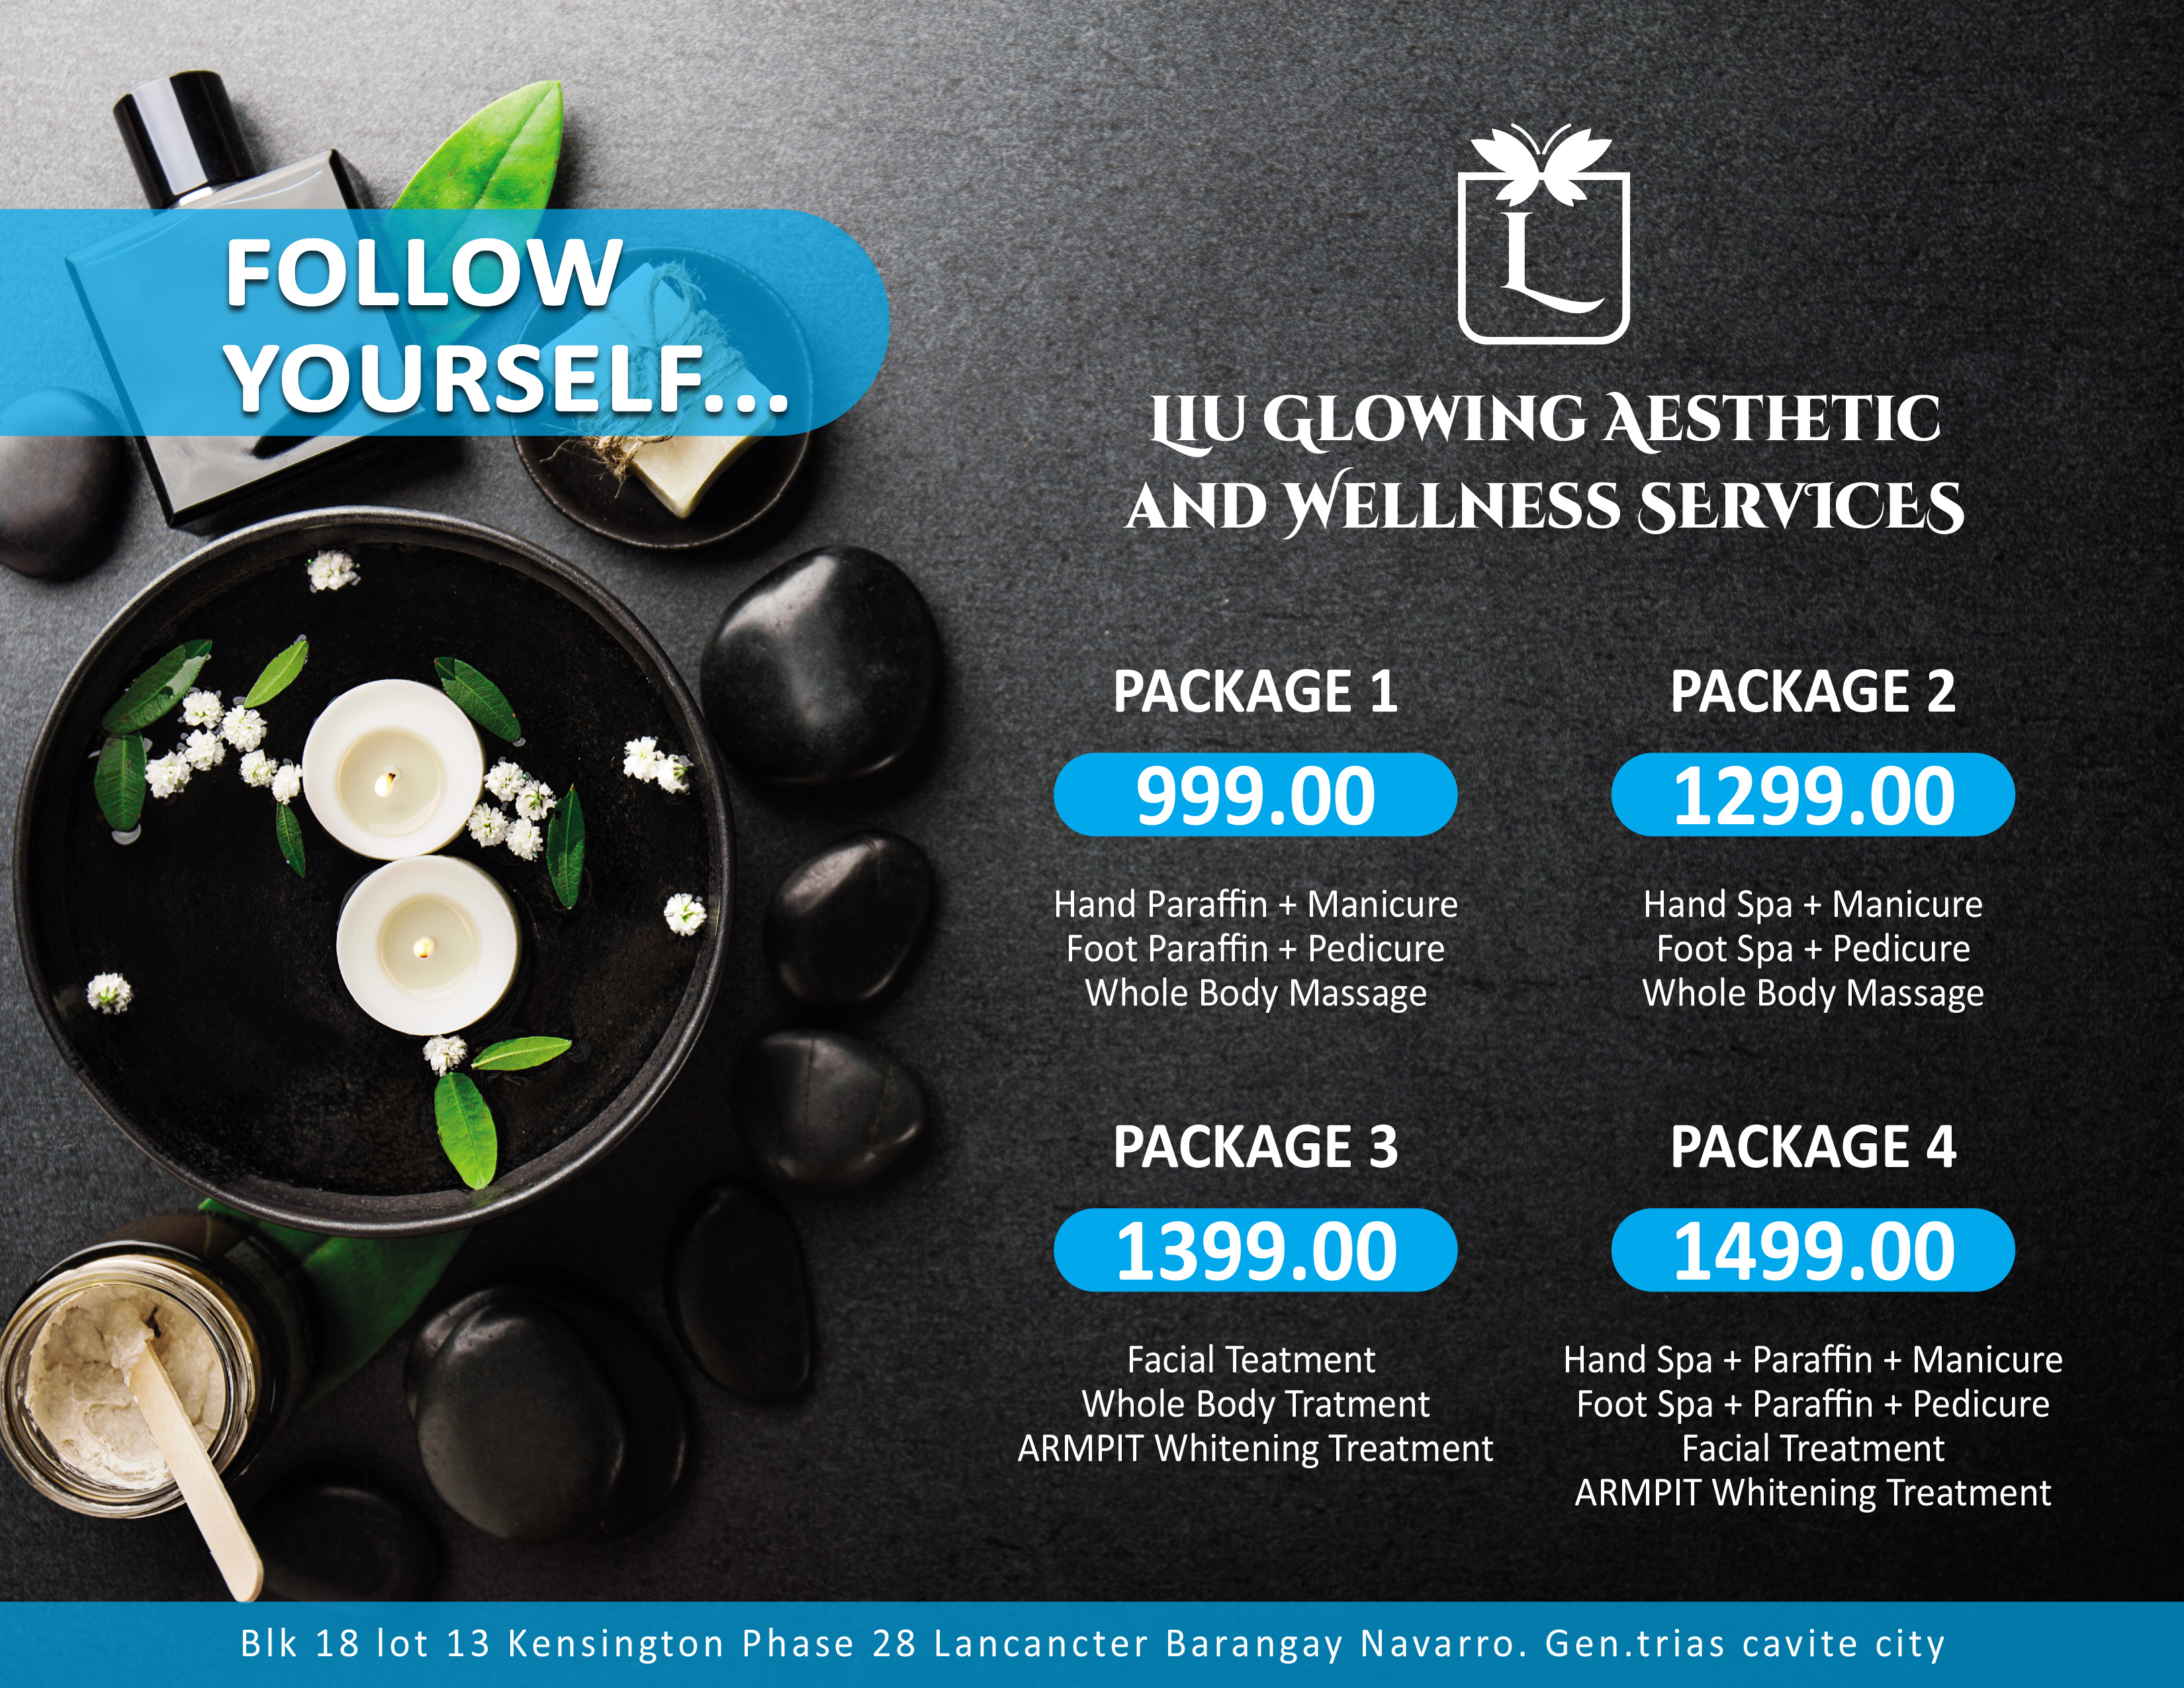 FOLLOW
YOURSELF...
L
LIU GLOWING AESTHETIC
AND WELLNESS SERVICES
PACKAGE 1
999.00
Hand Paraffin + Manicure
Foot Paraffin + Pedicure
Whole Body Massage
PACKAGE 2
1299.00
Hand Spa + Manicure
Foot Spa + Pedicure
Whole Body Massage
PACKAGE 3
1399.00
Facial Teatment
Whole Body Tratment
ARMPIT Whitening Treatment
PACKAGE 4
1499.00
Hand Spa + Paraffin + Manicure
Foot Spa + Paraffin + Pedicure
Facial Treatment
ARMPIT Whitening Treatment
Blk 18 lot 13 Kensington Phase 28 Lancancter Barangay Navarro. Gen.trias cavite city